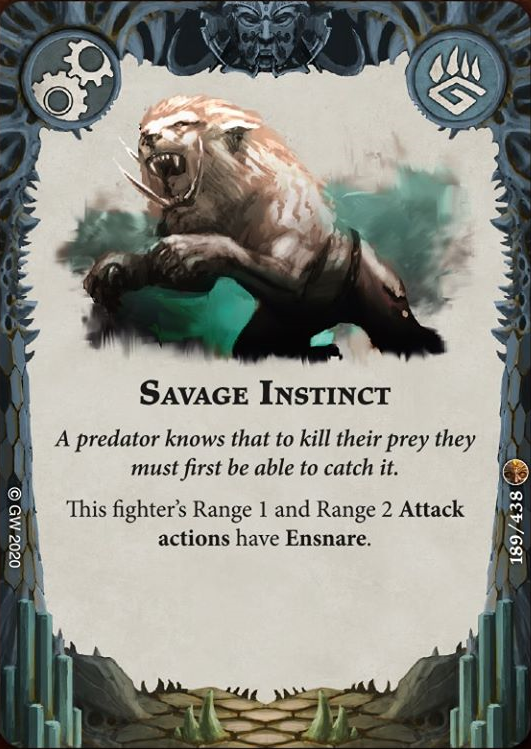 SAVAGE INSTINCT
A predator knows that to kill their prey they
must first be able to catch it.
This fighter's Range 1 and Range 2 Attack
actions have Ensnare.
© GW 2020
189/438